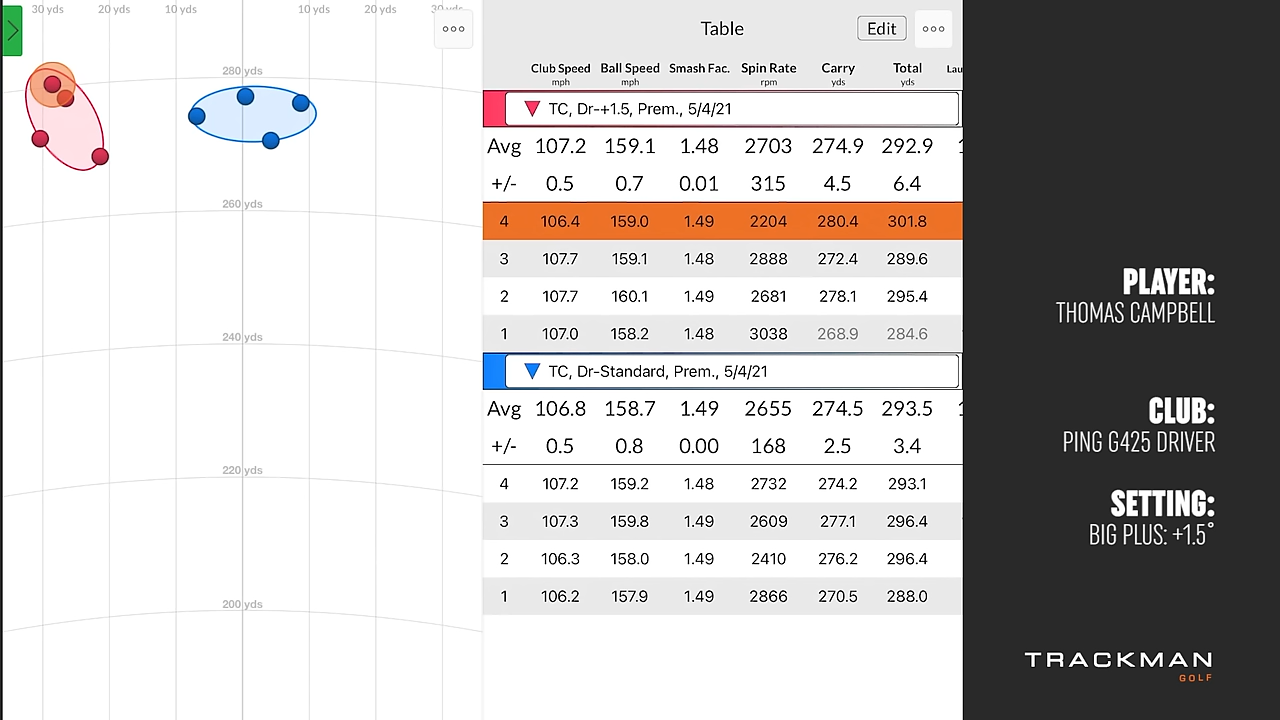 30 yds 20 yds 10 yds 10 yds 20 yds 30 yds
280 yds
260 yds
240 yds
220 yds
200 yds
Table Edit
Club Speed Ball Speed Smash Fac. Spin Rate Carry Total
mph mph rpm yds yds
TC, Dr-+1.5, Prem., 5/4/21
Avg 107.2 159.1 1.48 2703 274.9 292.9
+/- 0.5 0.7 0.01 315 4.5 6.4
4 106.4 159.0 1.49 2204 280.4 301.8
3 107.7 159.1 1.48 2888 272.4 289.6
2 107.7 160.1 1.49 2681 278.1 295.4
1 107.0 158.2 1.48 3038 268.9 284.6
TC, Dr-Standard, Prem., 5/4/21
Avg 106.8 158.7 1.49 2655 274.5 293.5
+/- 0.5 0.8 0.00 168 2.5 3.4
4 107.2 159.2 1.48 2732 274.2 293.1
3 107.3 159.8 1.49 2609 277.1 296.4
2 106.3 158.0 1.49 2410 276.2 296.4
1 106.2 157.9 1.49 2866 270.5 288.0
PLAYER:
THOMAS CAMPBELL
CLUB:
PING G425 DRIVER
SETTING:
BIG PLUS: +1.5°
TRACKMAN
GOLF